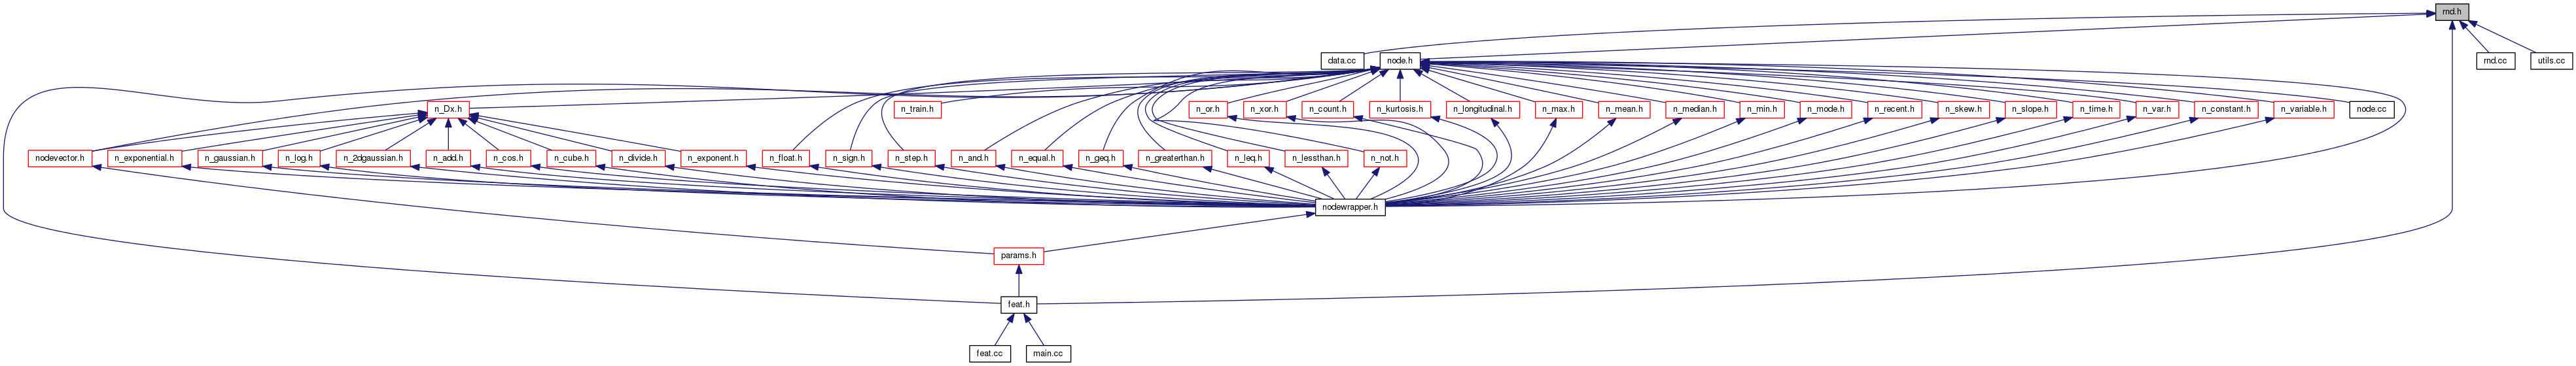 rnd.h
data.cc
node.h
rnd.cc
utils.cc
n_Dx.h
n_train.h
n_or.h
n_xor.h
n_count.h
n_kurtosis.h
n_longitudinal.h
n_max.h
n_mean.h
n_median.h
n_min.h
n_mode.h
n_recent.h
n_skew.h
n_slope.h
n_time.h
n_var.h
n_constant.h
n_variable.h
node.cc
nodevector.h
n_exponential.h
n_gaussian.h
n_log.h
n_2dgaussian.h
n_add.h
n_cos.h
n_cube.h
n_divide.h
n_exponent.h
n_float.h
n_sign.h
n_step.h
n_and.h
n_equal.h
n_geq.h
n_greaterthan.h
n_leq.h
n_lessthan.h
n_not.h
nodewrapper.h
params.h
feat.h
feat.cc
main.cc